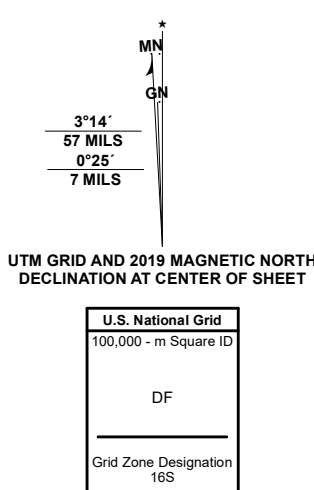 ★
MN
GN
3°14´
57 MILS
0°25´
7 MILS
UTM GRID AND 2019 MAGNETIC NORTH
DECLINATION AT CENTER OF SHEET
U.S. National Grid
100,000 - m Square ID
DF
Grid Zone Designation
16S